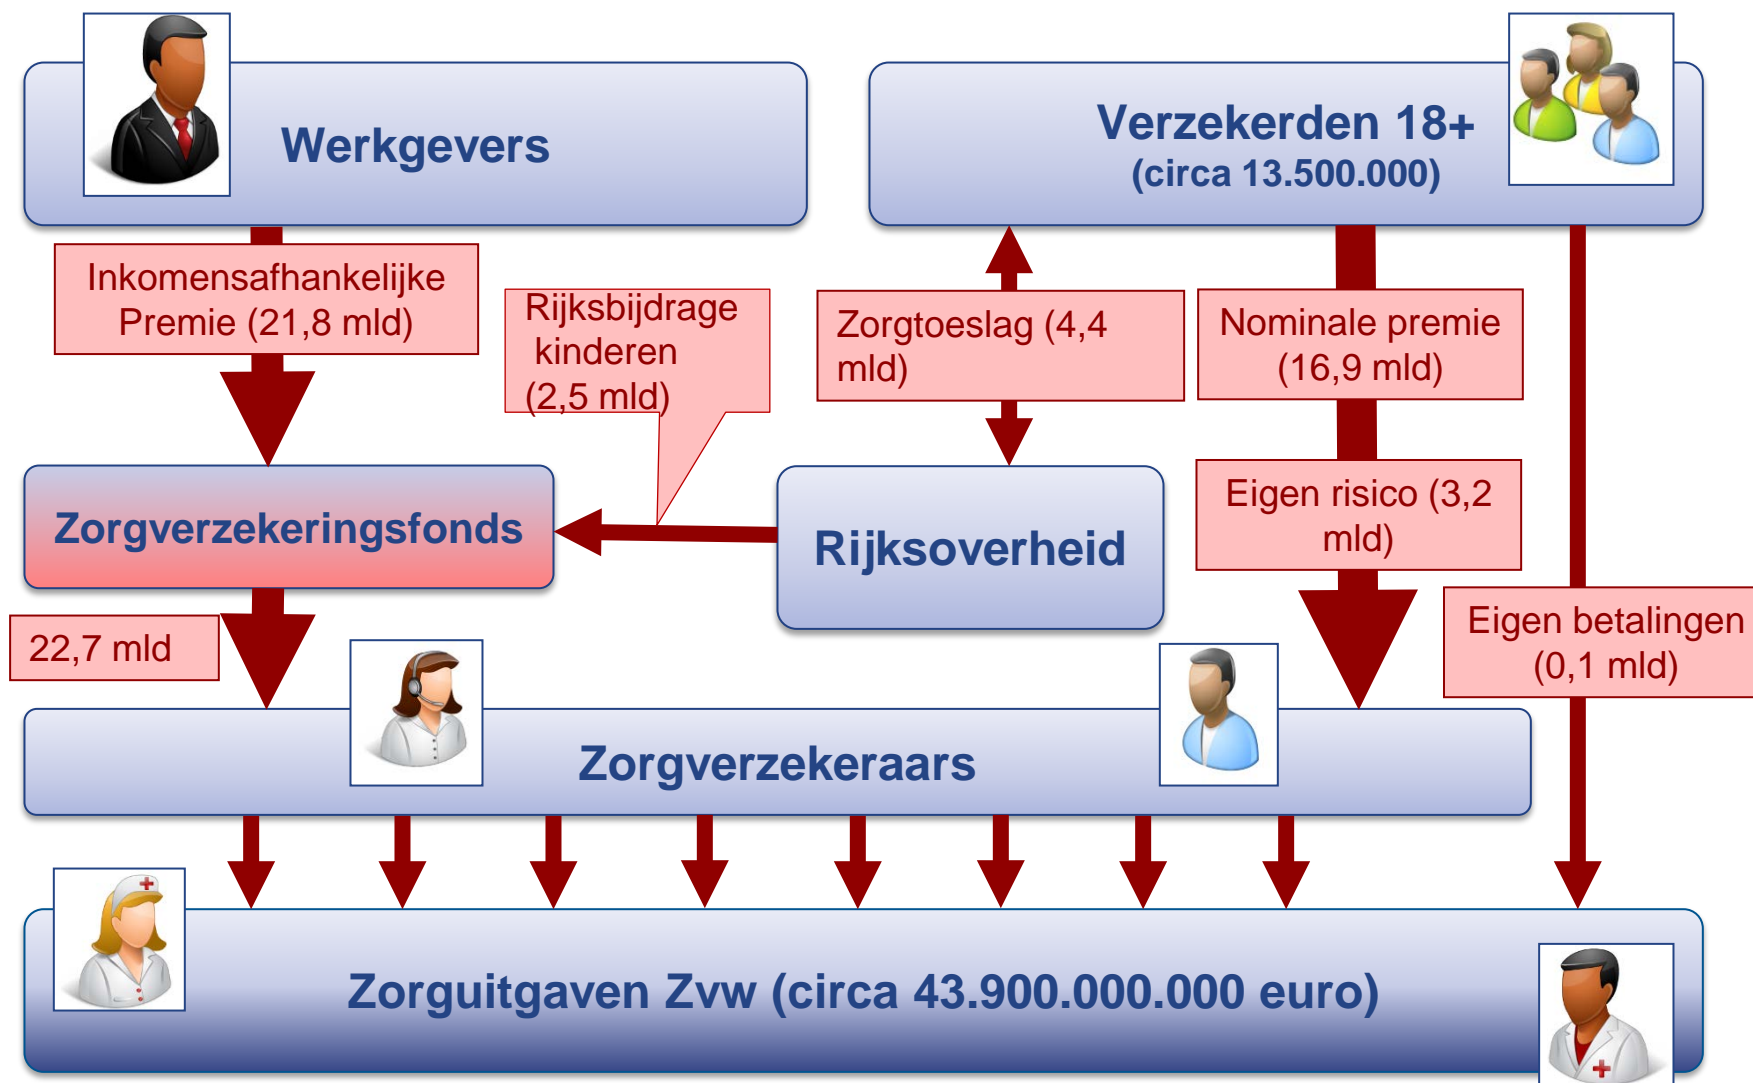 Werkgevers
Verzekerden 18+
(circa 13.500.000)
Inkomensafhankelijke
Premie (21,8 mld)
Rijksbijdrage
kinderen
(2,5 mld)
Zorgtoeslag (4,4
mld)
Nominale premie
(16,9 mld)
Eigen risico (3,2
mld)
Zorgverzekeringsfonds
Rijksoverheid
22,7 mld
Eigen betalingen
(0,1 mld)
Zorgverzekeraars
Zorguitgaven Zvw (circa 43.900.000.000 euro)